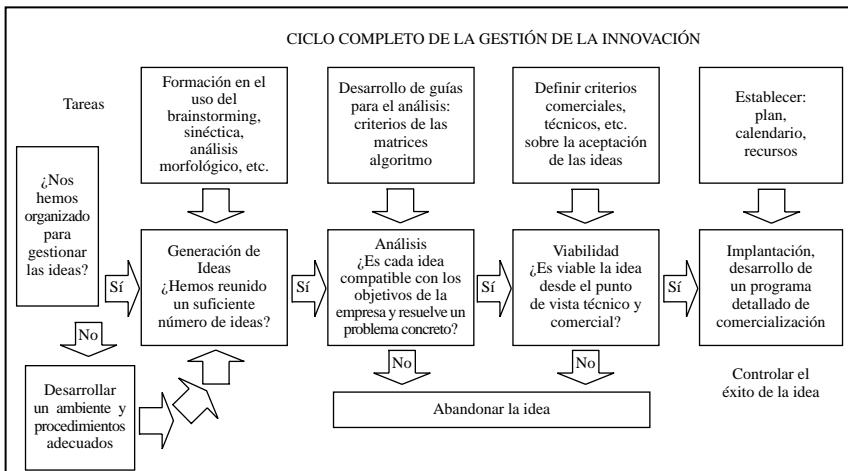 CICLO COMPLETO DE LA GESTIÓN DE LA INNOVACIÓN
Tareas
Formación en el
uso del
brainstorming,
sinéctica,
análisis
morfológico, etc.
Desarrollo de guías
para el análisis:
criterios de las
matrices
algoritmo
Definir criterios
comerciales,
técnicos, etc.
sobre la aceptación
de las ideas
Establecer:
plan,
calendario,
recursos
¿Nos
hemos
organizado
para
gestionar
las ideas?
Sí
Generación de
Ideas
¿Hemos reunido
un suficiente
número de ideas?
Sí
Análisis
¿Es cada idea
compatible con los
objetivos de la
empresa y resuelve un
problema concreto?
Sí
Viabilidad
¿Es viable la idea
desde el punto
de vista técnico y
comercial?
Sí
Implantación,
desarrollo de
un programa
detallado de
comercialización
No
No
No
Desarrollar
un ambiente y
procedimientos
adecuados
Abandonar la idea
Controlar el
éxito de la idea